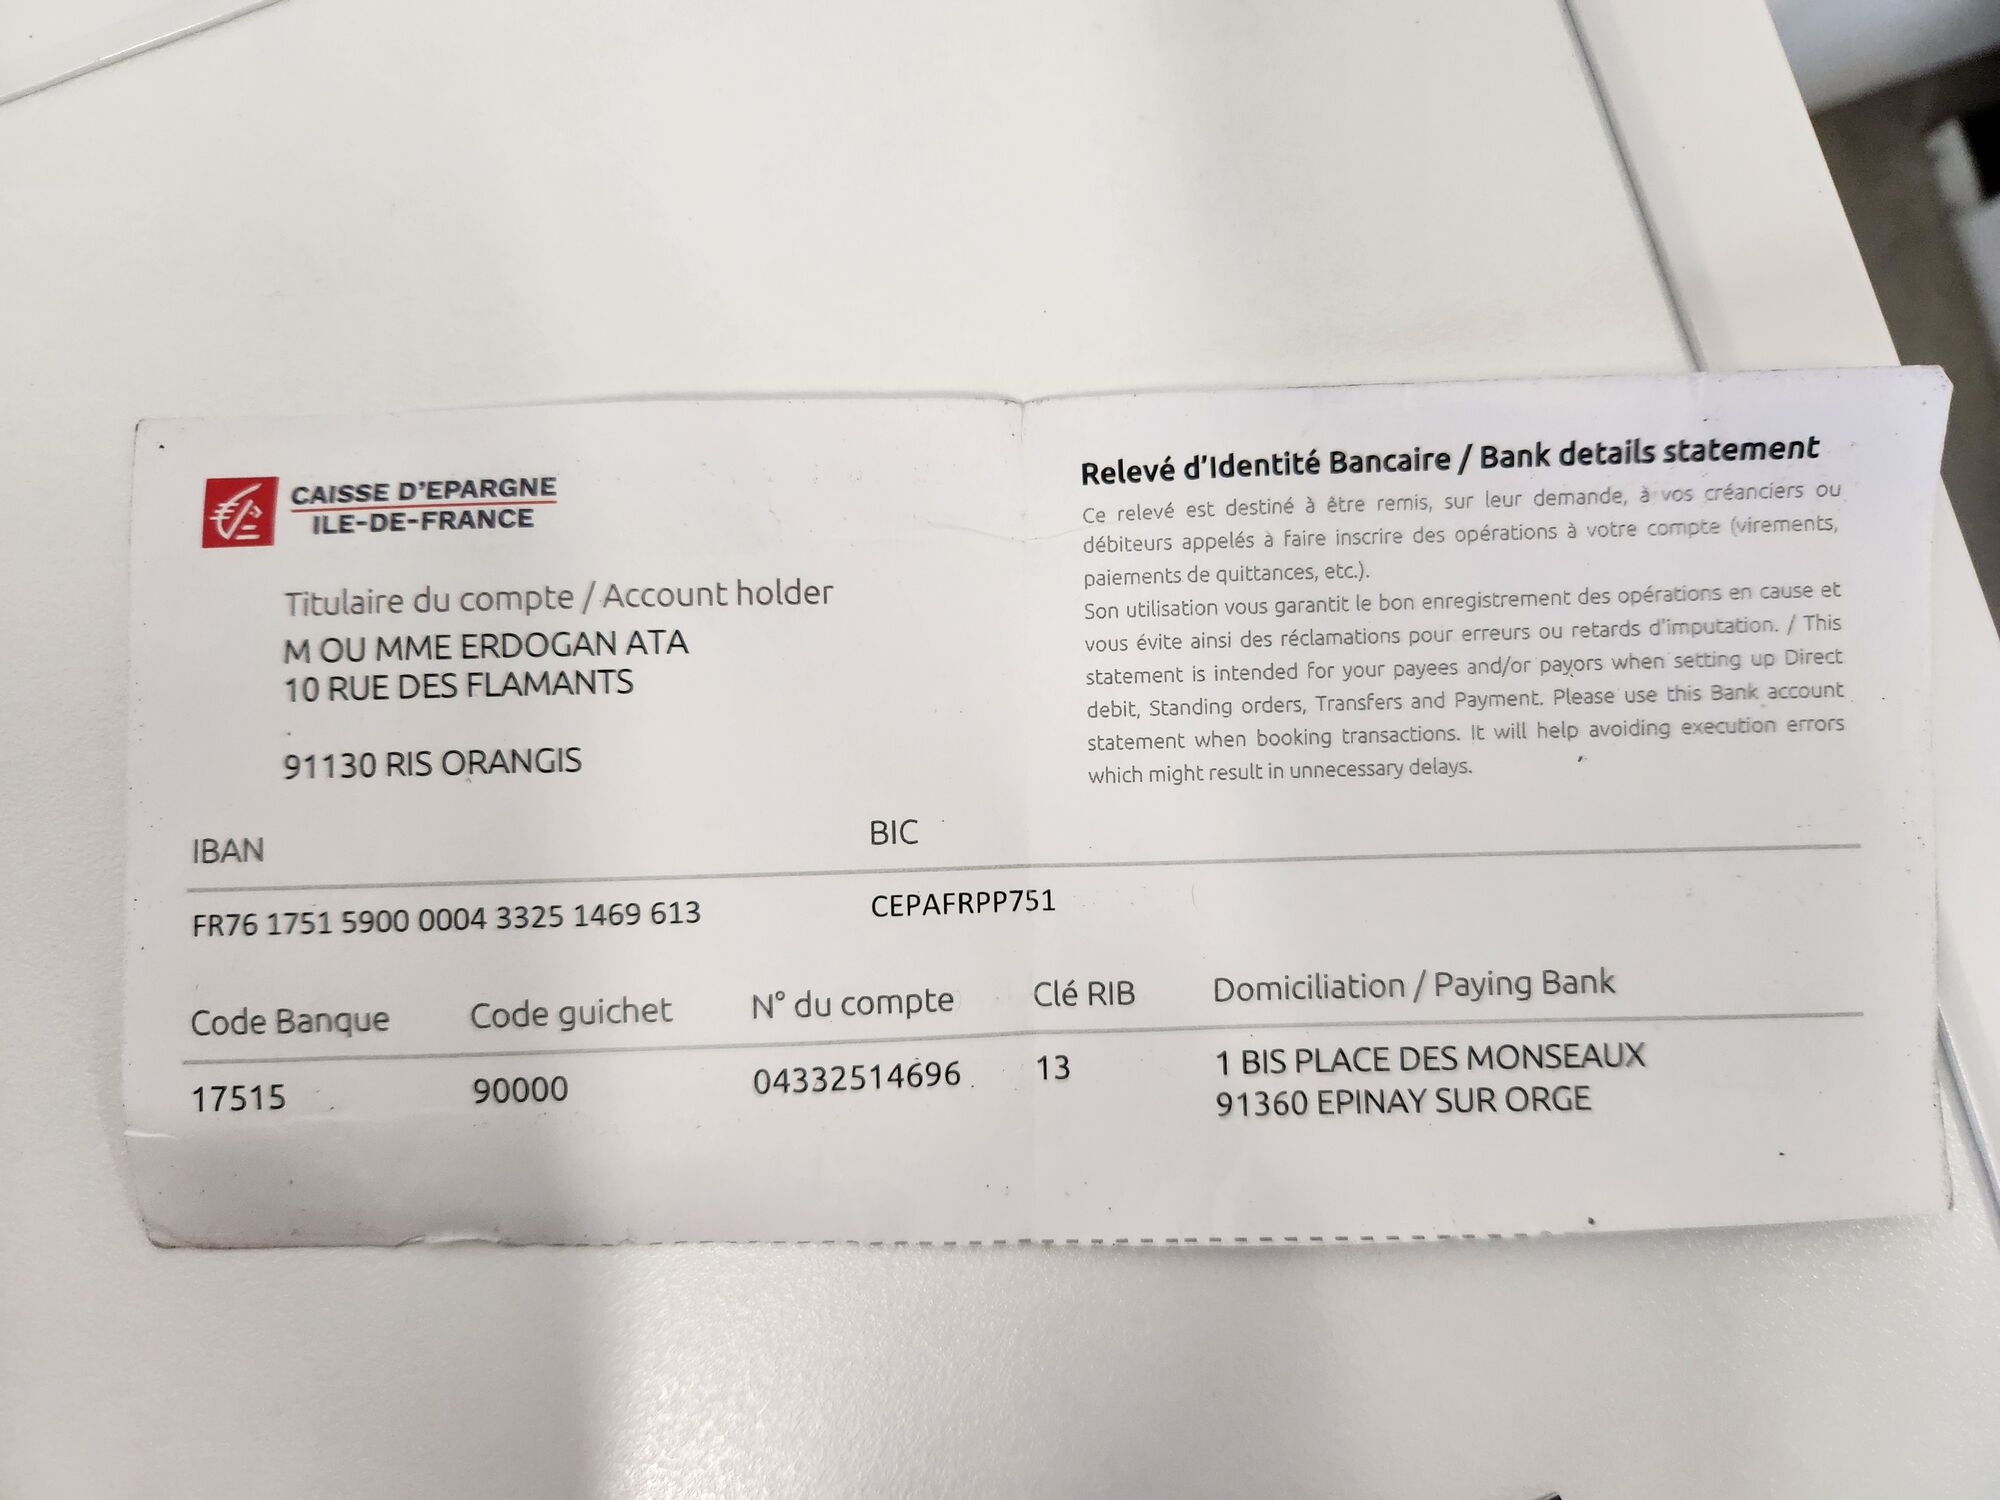 CAISSE D'EPARGNE
ILE-DE-FRANCE
Titulaire du compte / Account holder
M OU MME ERDOGAN ATA
10 RUE DES FLAMANTS
91130 RIS ORANGIS
Relevé d'Identité Bancaire / Bank details statement
Ce relevé est destiné à être remis, sur leur demande, à vos créanciers ou
débiteurs appelés à faire inscrire des opérations à votre compte (virements,
paiements de quittances, etc.).
Son utilisation vous garantit le bon enregistrement des opérations en cause et
vous évite ainsi des réclamations pour erreurs ou retards d'imputation. / This
statement is intended for your payees and/or payors when setting up Direct
debit, Standing orders, Transfers and Payment. Please use this Bank account
statement when booking transactions. It will help avoiding execution errors
which might result in unnecessary delays.
IBAN
BIC
FR76 1751 5900 0004 3325 1469 613
CEPAFRPP751
Code Banque
Code guichet
N° du compte
Clé RIB
Domiciliation / Paying Bank
17515
90000
04332514696
13
1 BIS PLACE DES MONSEAUX
91360 EPINAY SUR ORGE